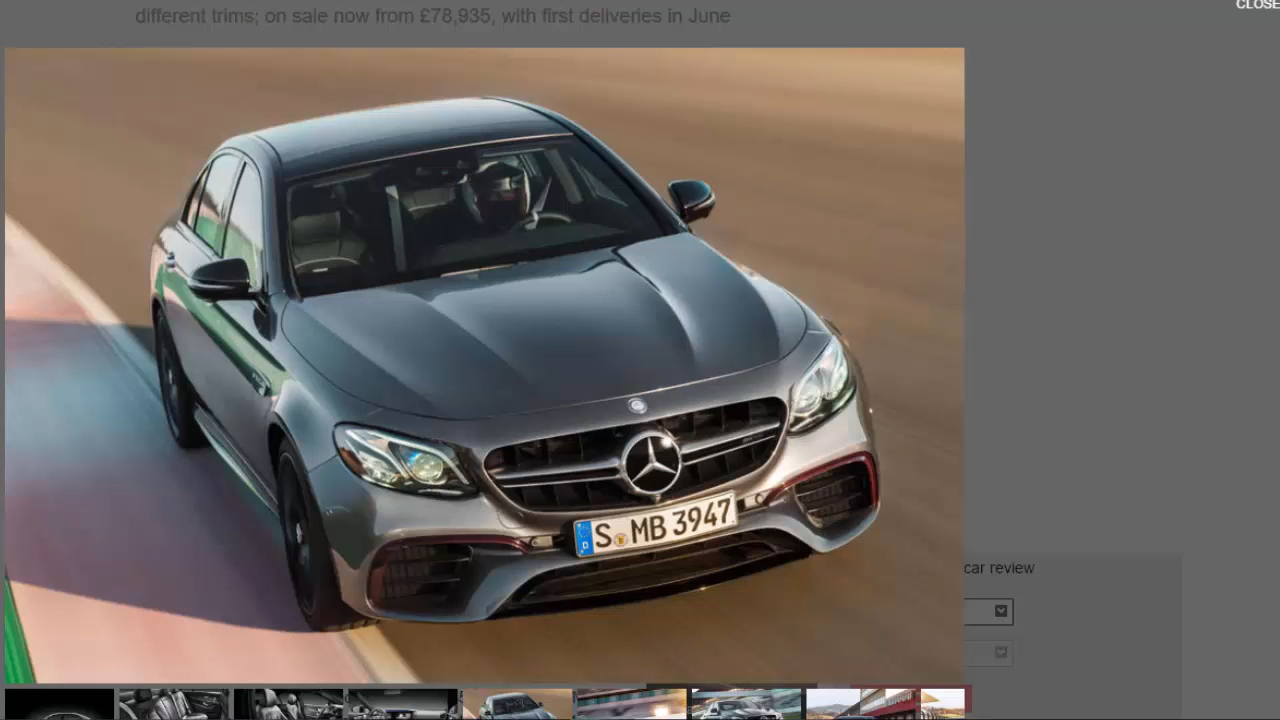 different trims; on sale now from £78,935, with first deliveries in June
CLOSE
S MB 3947
D
car review